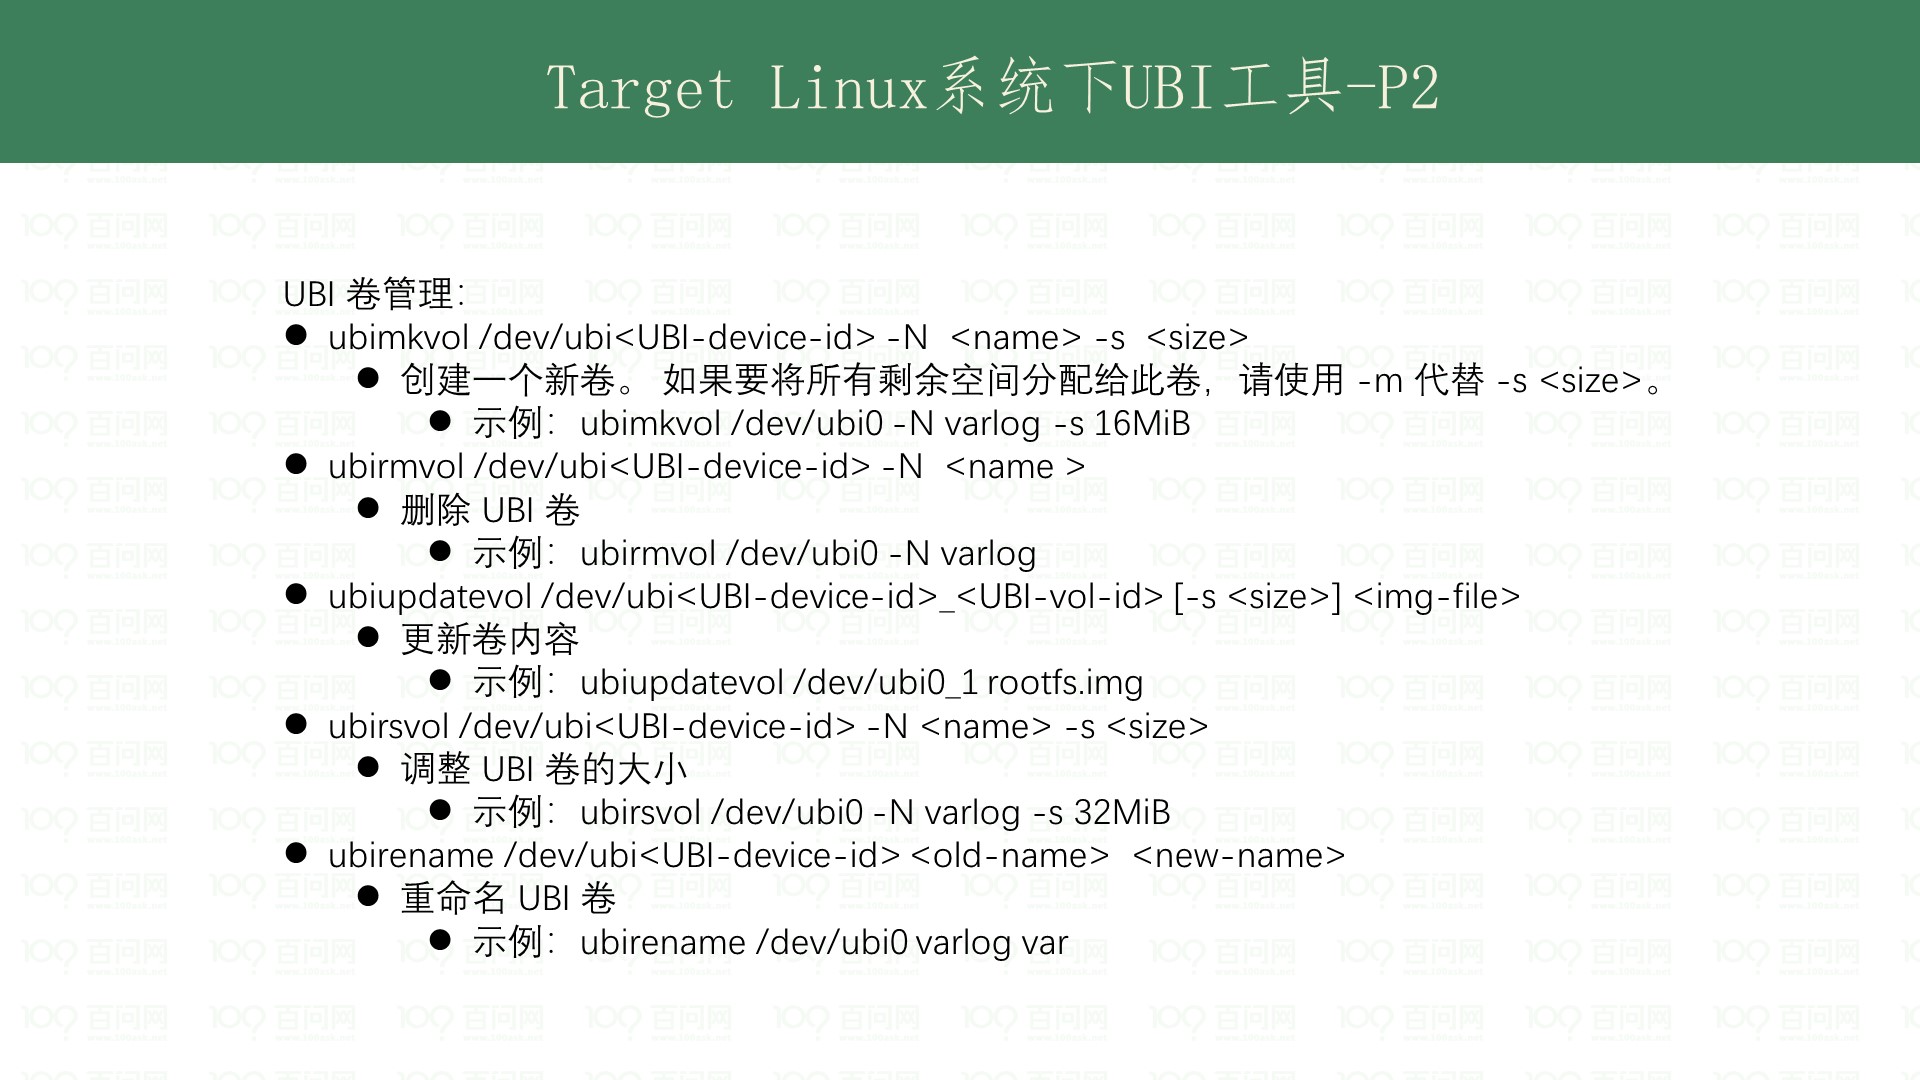 Target Linux系统下UBI工具-P2
UBI 卷管理：
● ubimkvol /dev/ubi<UBI-device-id> -N <name> -s <size>
● 创建一个新卷。 如果要将所有剩余空间分配给此卷，请使用 -m 代替 -s <size>。
● 示例：ubimkvol /dev/ubi0 -N varlog -s 16MiB
● ubirmvol /dev/ubi<UBI-device-id> -N <name >
● 删除 UBI 卷
● 示例：ubirmvol /dev/ubi0 -N varlog
● ubiupdatevol /dev/ubi<UBI-device-id>_<UBI-vol-id> [-s <size>] <img-file>
● 更新卷内容
● 示例：ubiupdatevol /dev/ubi0_1 rootfs.img
● ubirsvol /dev/ubi<UBI-device-id> -N <name> -s <size>
● 调整 UBI 卷的大小
● 示例：ubirsvol /dev/ubi0 -N varlog -s 32MiB
● ubirename /dev/ubi<UBI-device-id> <old-name> <new-name>
● 重命名 UBI 卷
● 示例：ubirename /dev/ubi0 varlog var